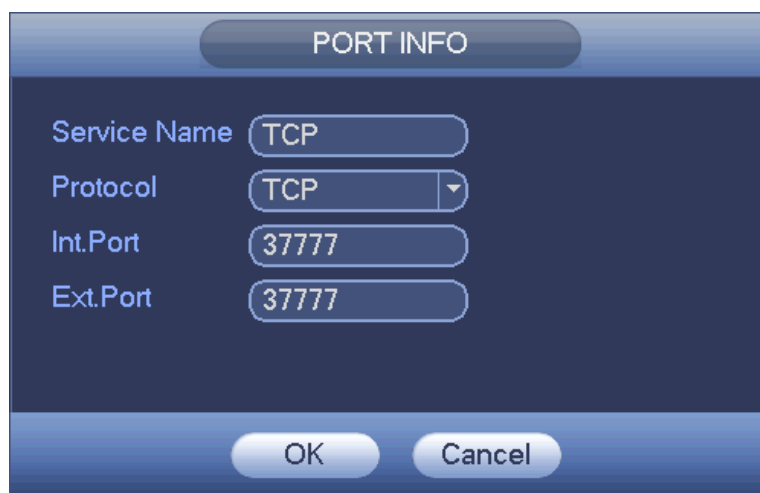 PORT INFO
Service Name TCP
Protocol TCP
Int.Port 37777
Ext.Port 37777
OK Cancel